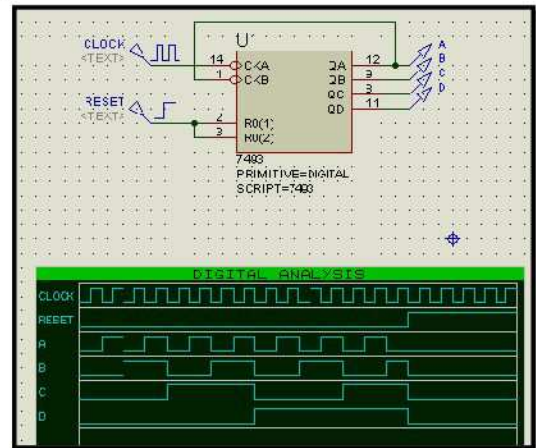 U1
CLOCK
<TEXT>
14
CKA
QA
12
A
1
CKB
QB
9
B
QC
8
C
QD
11
D
RESET
<TEXT>
2
R0(1)
3
R0(2)
7493
PRIMITIVE=DIGITAL
SCRIPT=7493
DIGITAL ANALYSIS
CLOCK
RESET
A
B
C
D